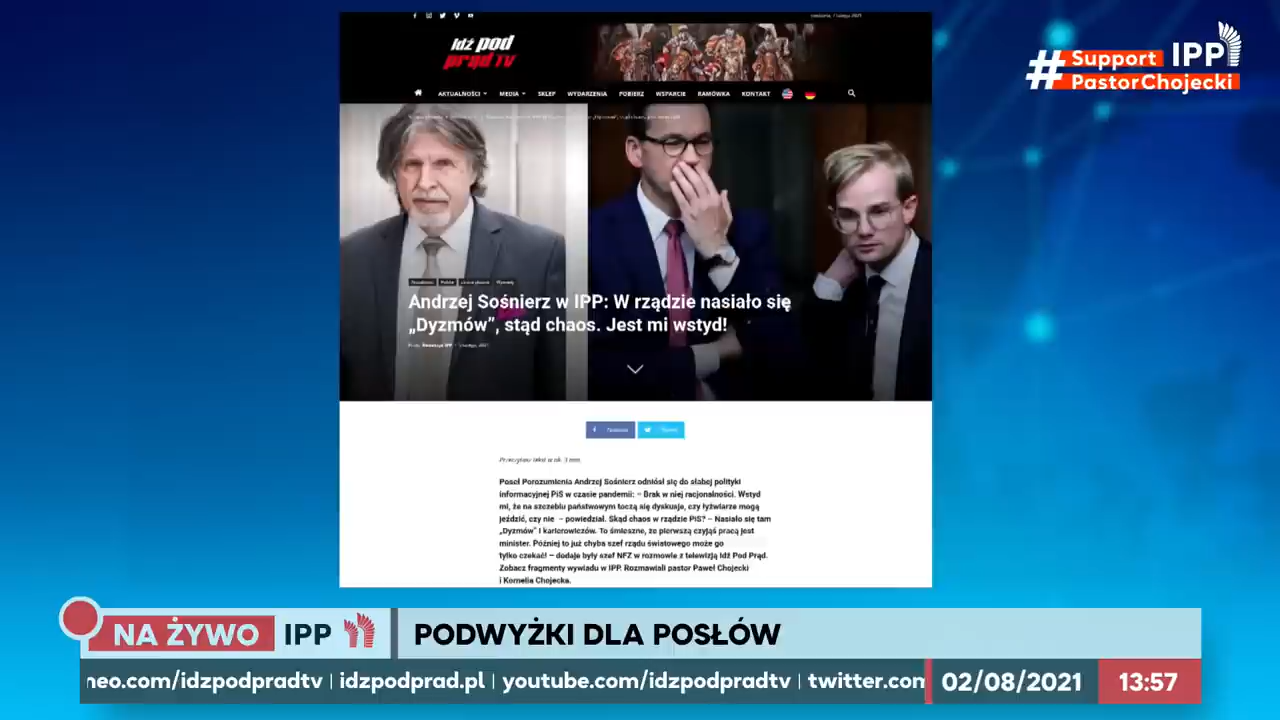 #Support
PastorChojecki
IPP
idź pod
prąd TV
AKTUALNOŚCI MEDIA SKLEP WYDARZENIA POBIERZ WSPARCIE RAMÓWKA KONTAKT
Andrzej Sośnierz w IPP: W rządzie nasiało się
„Dyzmów”, stąd chaos. Jest mi wstyd!
Poseł Porozumienia Andrzej Sośnierz odniósł się do słabej polityki
informacyjnej PiS w czasie pandemii: – Brak w niej racjonalności. Wstyd
mi, że na szczeblu państwowym toczą się dyskusje, czy łyżwiarze mogą
jeździć, czy nie – powiedział. Skąd chaos w rządzie PiS? – Nasiało się tam
„Dyzmów” i karierowiczów. To śmieszne, że pierwszą czyjąś pracą jest
minister. Później to już chyba szef rządu światowego może go
tylko czekać! – dodaje były szef NFZ w rozmowie z telewizją Idź Pod Prąd.
Zobacz fragmenty wywiadu w IPP. Rozmawiali pastor Paweł Chojecki
i Kornelia Chojecka.
NA ŻYWO IPP PODWYŻKI DLA POSŁÓW
neo.com/idzpodpradtv | idzpodprad.pl | youtube.com/idzpodpradtv | twitter.com 02/08/2021 13:57